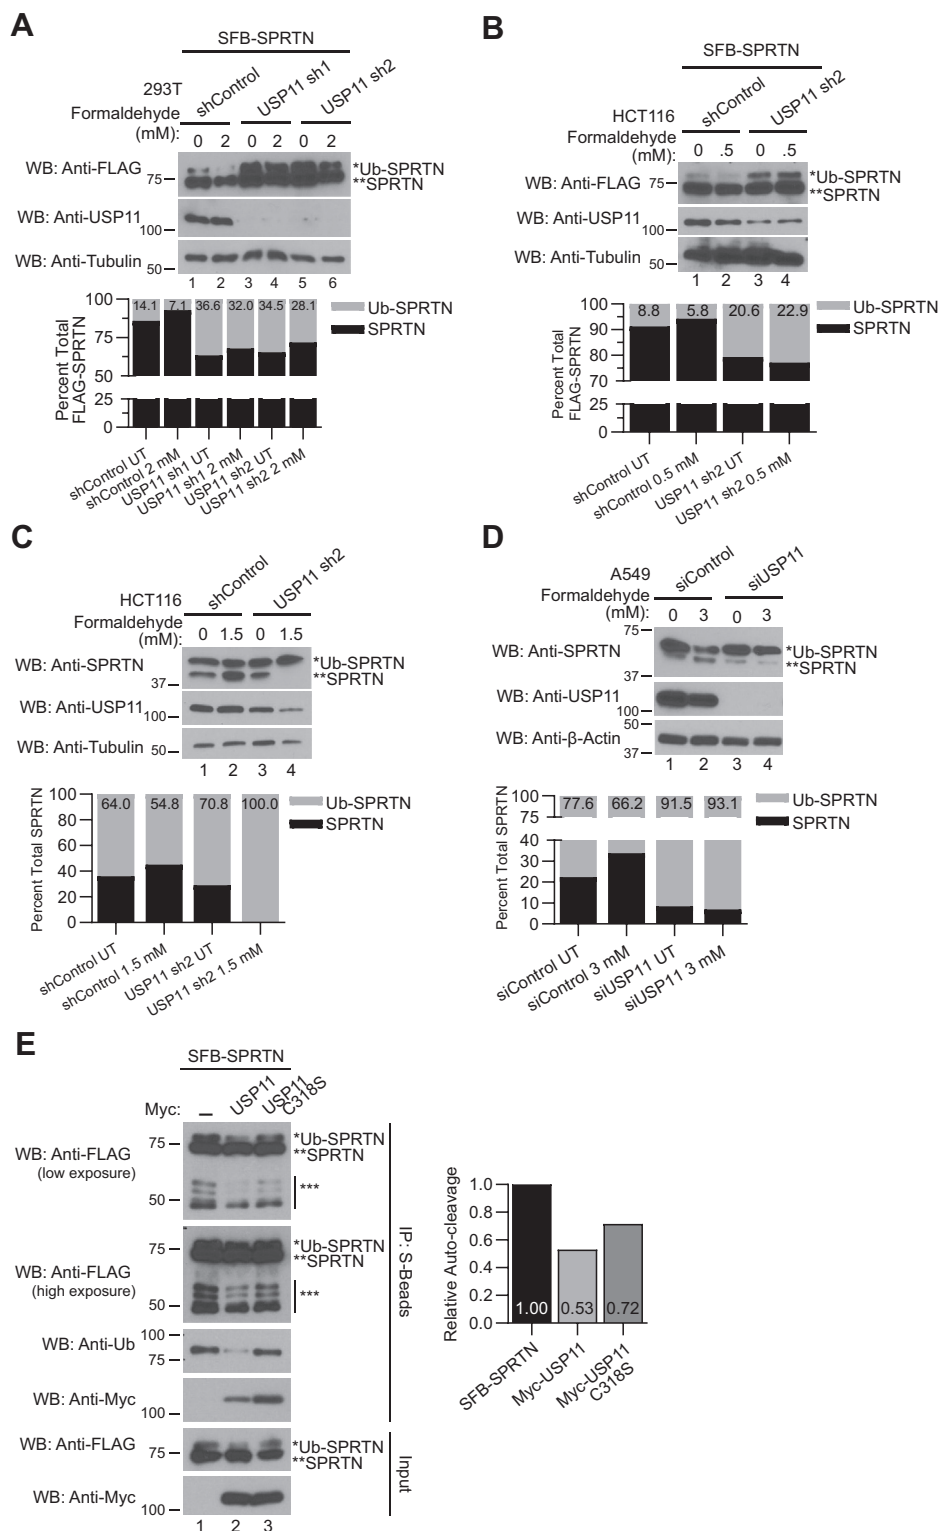 A
SFB-SPRTN
293T
shControl
USP11 sh1
USP11 sh2
Formaldehyde
(mM):
0 2 0 2 0 2
WB: Anti-FLAG
75
*Ub-SPRTN
**SPRTN
WB: Anti-USP11
100
WB: Anti-Tubulin
50
1 2 3 4 5 6
Percent Total
FLAG-SPRTN
100
75
50
25
0
14.1 7.1 36.6 32.0 34.5 28.1
Ub-SPRTN
SPRTN
shControl UT
shControl 2 mM
USP11 sh1 UT
USP11 sh1 2 mM
USP11 sh2 UT
USP11 sh2 2 mM
B
SFB-SPRTN
HCT116
shControl
USP11 sh2
Formaldehyde
(mM):
0 .5 0 .5
WB: Anti-FLAG
75
*Ub-SPRTN
**SPRTN
WB: Anti-USP11
100
WB: Anti-Tubulin
50
1 2 3 4
Percent Total
FLAG-SPRTN
100
90
80
70
25
0
8.8 5.8 20.6 22.9
Ub-SPRTN
SPRTN
shControl UT
shControl 0.5 mM
USP11 sh2 UT
USP11 sh2 0.5 mM
C
HCT116
shControl
USP11 sh2
Formaldehyde
(mM):
0 1.5 0 1.5
WB: Anti-SPRTN
37
*Ub-SPRTN
**SPRTN
WB: Anti-USP11
100
WB: Anti-Tubulin
50
1 2 3 4
Percent Total SPRTN
100
80
60
40
20
0
64.0 54.8 70.8 100.0
Ub-SPRTN
SPRTN
shControl UT
shControl 1.5 mM
USP11 sh2 UT
USP11 sh2 1.5 mM
D
A549
siControl
siUSP11
Formaldehyde
(mM):
0 3 0 3
75
WB: Anti-SPRTN
*Ub-SPRTN
**SPRTN
37
WB: Anti-USP11
100
50
WB: Anti-β-Actin
37
1 2 3 4
Percent Total SPRTN
100
75
40
30
20
10
0
77.6 66.2 91.5 93.1
Ub-SPRTN
SPRTN
siControl UT
siControl 3 mM
siUSP11 UT
siUSP11 3 mM
E
SFB-SPRTN
Myc:
–
USP11
USP11
C318S
WB: Anti-FLAG
(low exposure)
75
50
*Ub-SPRTN
**SPRTN
***
WB: Anti-FLAG
(high exposure)
75
50
*Ub-SPRTN
**SPRTN
***
WB: Anti-Ub
100
75
WB: Anti-Myc
100
IP: S-Beads
WB: Anti-FLAG
75
*Ub-SPRTN
**SPRTN
WB: Anti-Myc
100
Input
1 2 3
Relative Auto-cleavage
1.0
0.8
0.6
0.4
0.2
0.0
1.00 0.53 0.72
SFB-SPRTN
Myc-USP11
Myc-USP11
C318S